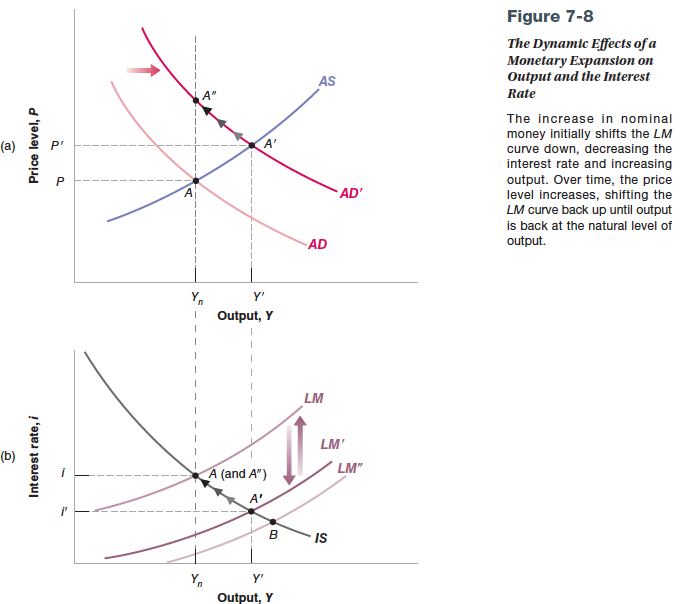 Figure 7-8
The Dynamic Effects of a
Monetary Expansion on
Output and the Interest
Rate
The increase in nominal
money initially shifts the LM
curve down, decreasing the
interest rate and increasing
output. Over time, the price
level increases, shifting the
LM curve back up until output
is back at the natural level of
output.
(a)
Price level, P
P'
P
A"
A'
A
AS
AD'
AD
Yn
Y'
Output, Y
(b)
Interest rate, i
i
i'
LM
LM'
LM"
A (and A")
A'
B
IS
Yn
Y'
Output, Y